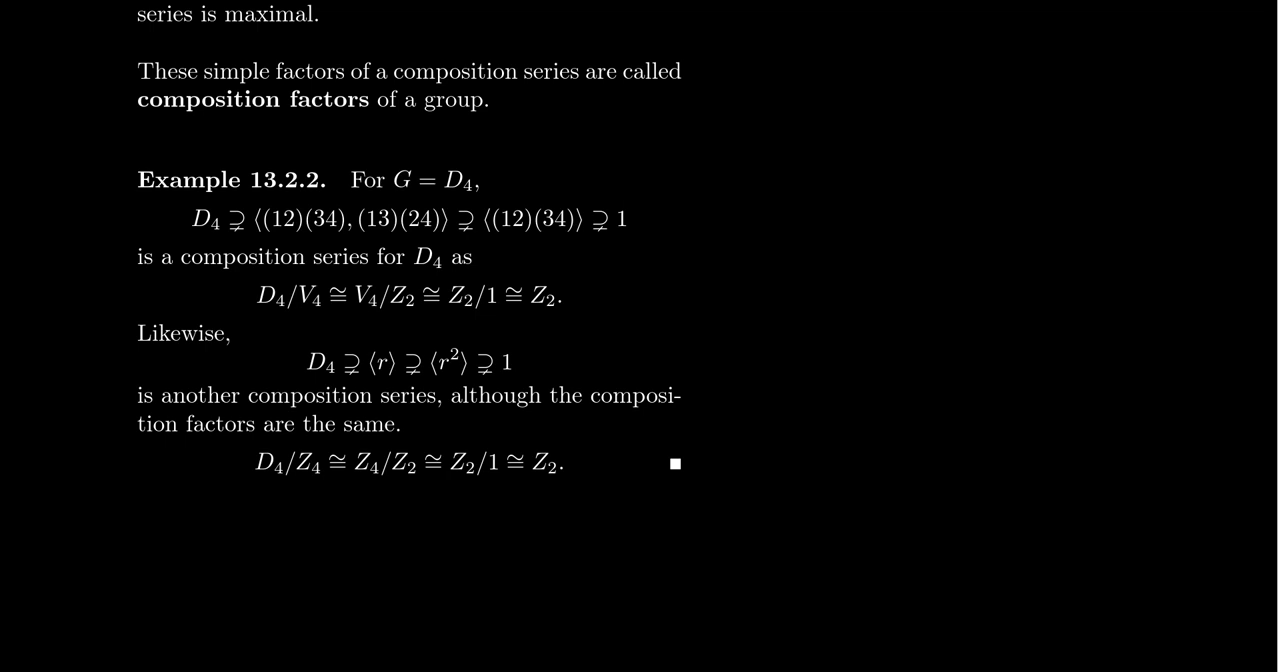 series is maximal.
These simple factors of a composition series are called
composition factors of a group.
Example 13.2.2. For G = D₄,
D₄ ⊋ ⟨(12)(34), (13)(24)⟩ ⊋ ⟨(12)(34)⟩ ⊋ 1
is a composition series for D₄ as
D₄/V₄ ≅ V₄/Z₂ ≅ Z₂/1 ≅ Z₂.
Likewise,
D₄ ⊋ ⟨r⟩ ⊋ ⟨r²⟩ ⊋ 1
is another composition series, although the composi-
tion factors are the same.
D₄/Z₄ ≅ Z₄/Z₂ ≅ Z₂/1 ≅ Z₂. ■